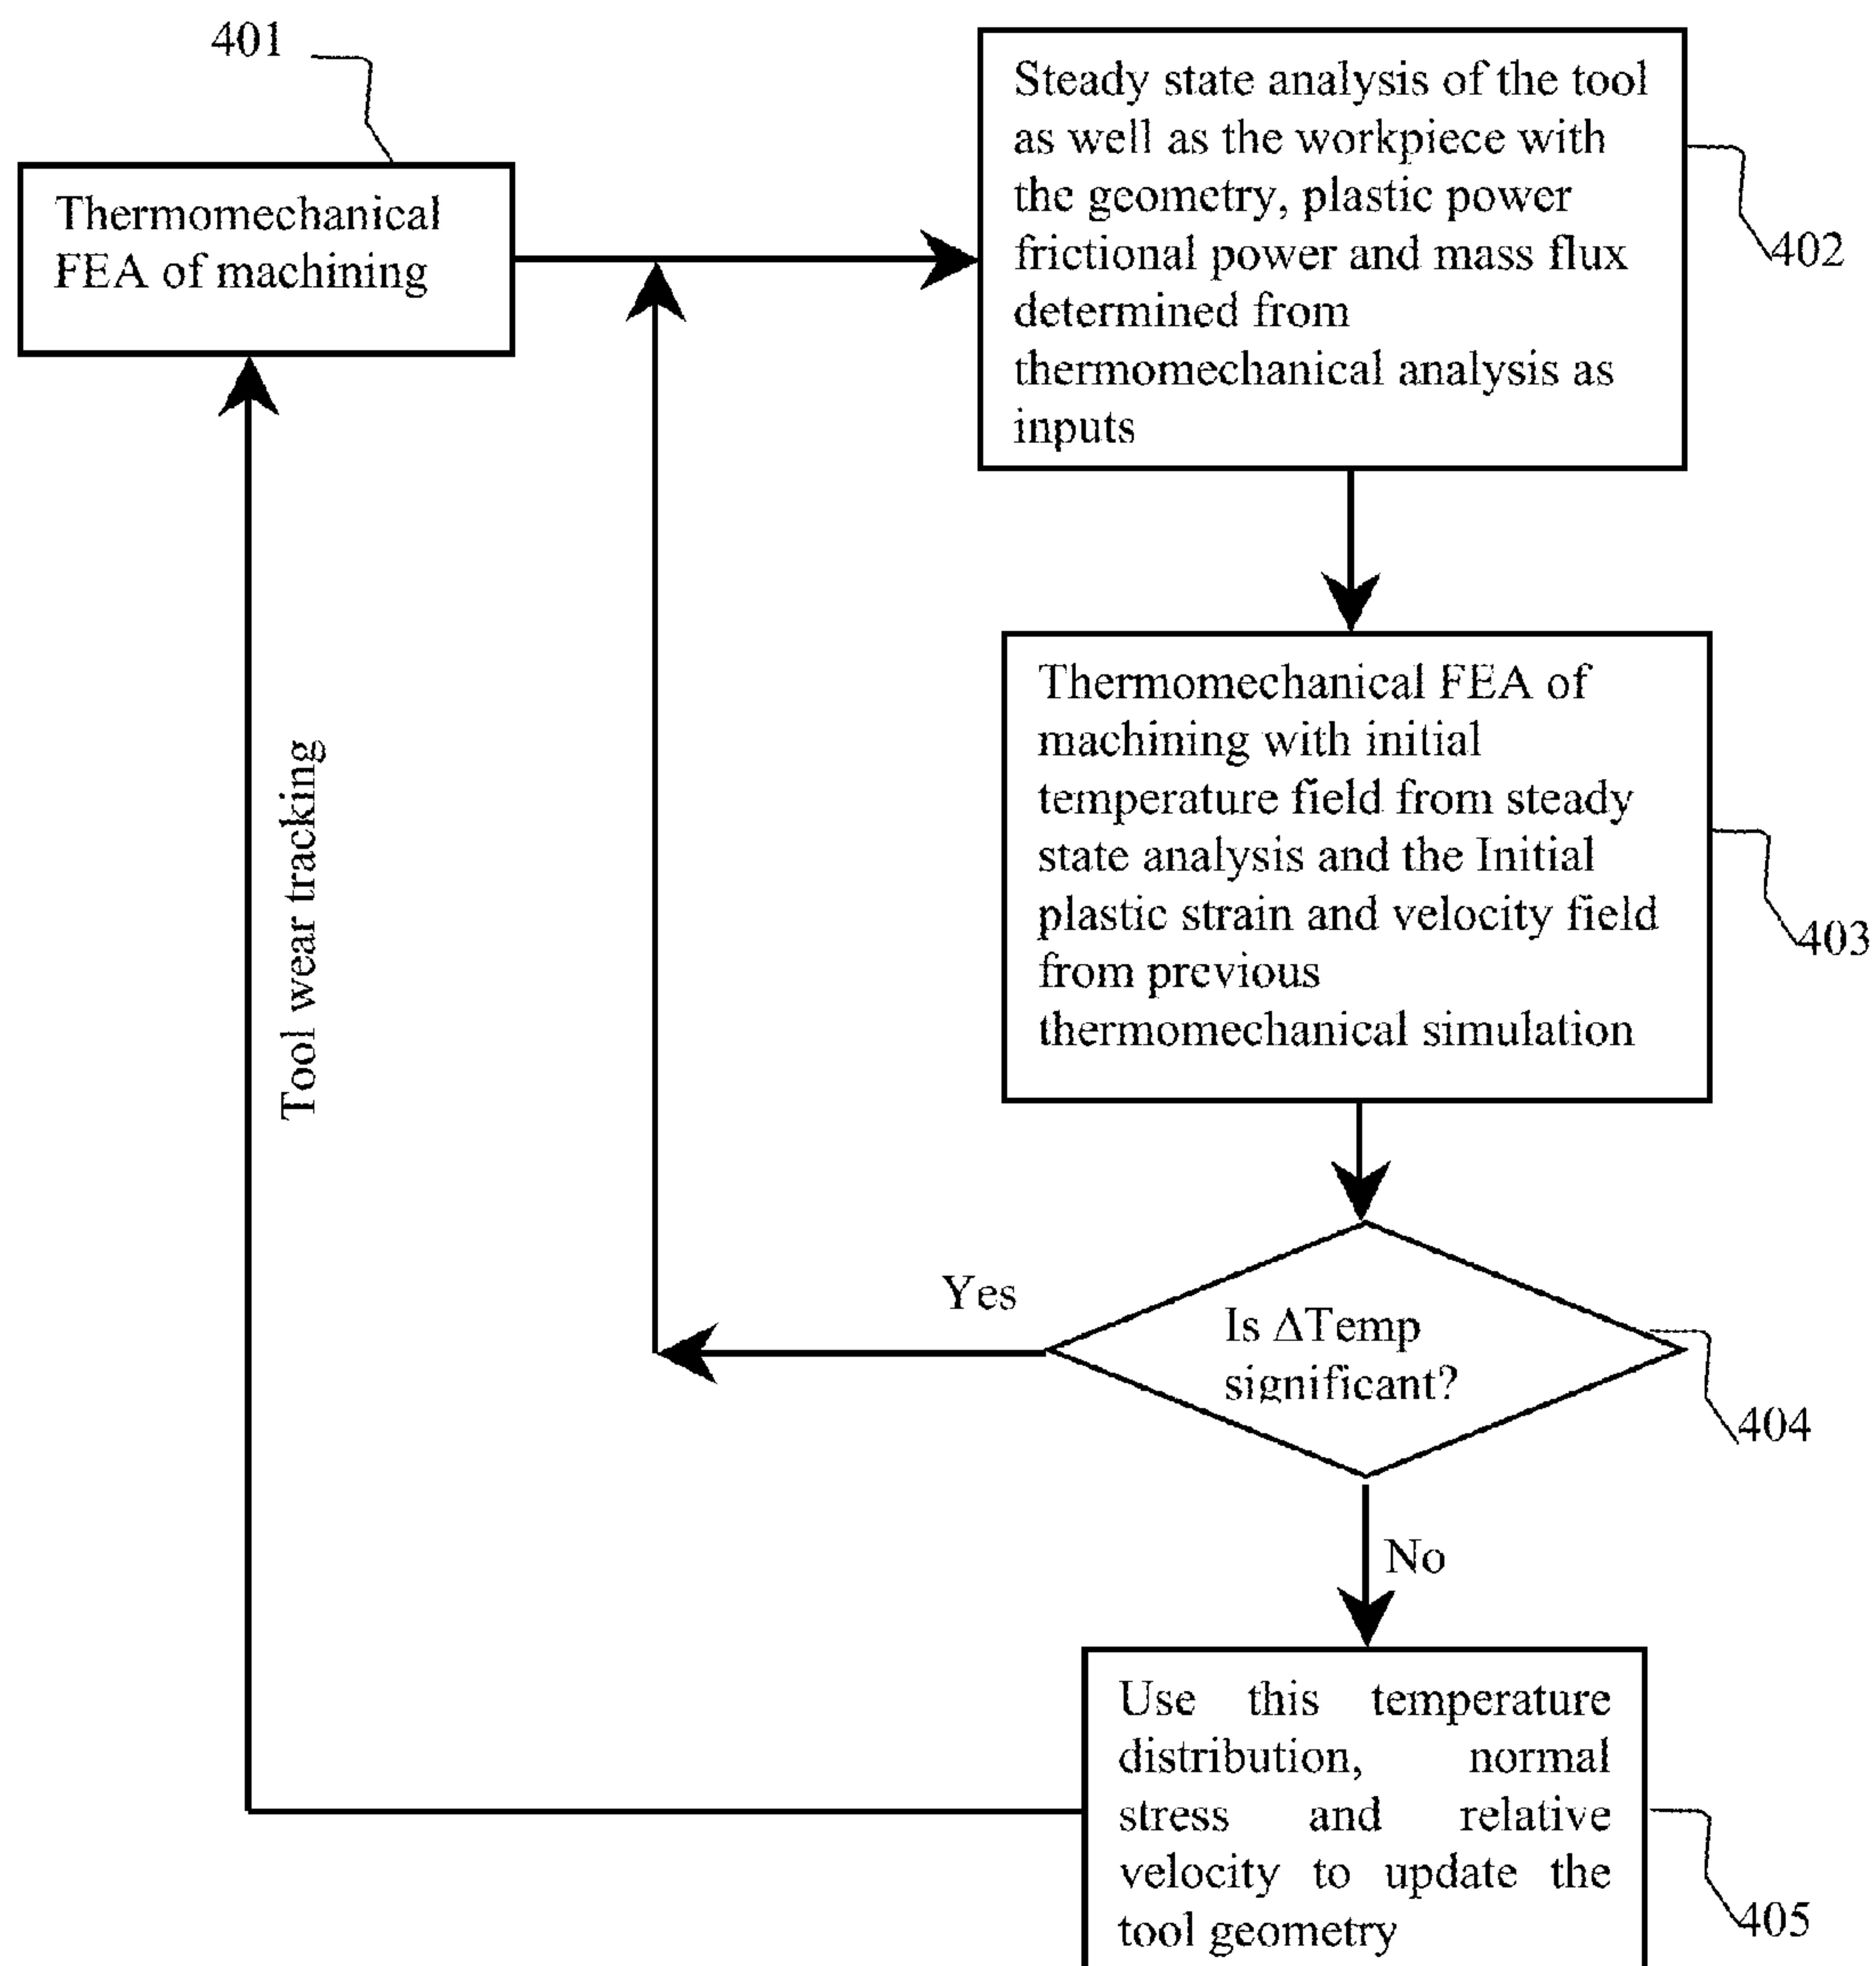 401
Thermomechanical
FEA of machining
Steady state analysis of the tool
as well as the workpiece with
the geometry, plastic power
frictional power and mass flux
determined from
thermomechanical analysis as
inputs
402
Thermomechanical FEA of
machining with initial
temperature field from steady
state analysis and the Initial
plastic strain and velocity field
from previous
thermomechanical simulation
403
Tool wear tracking
Yes
Is ΔTemp
significant?
404
No
Use this temperature
distribution, normal
stress and relative
velocity to update the
tool geometry
405